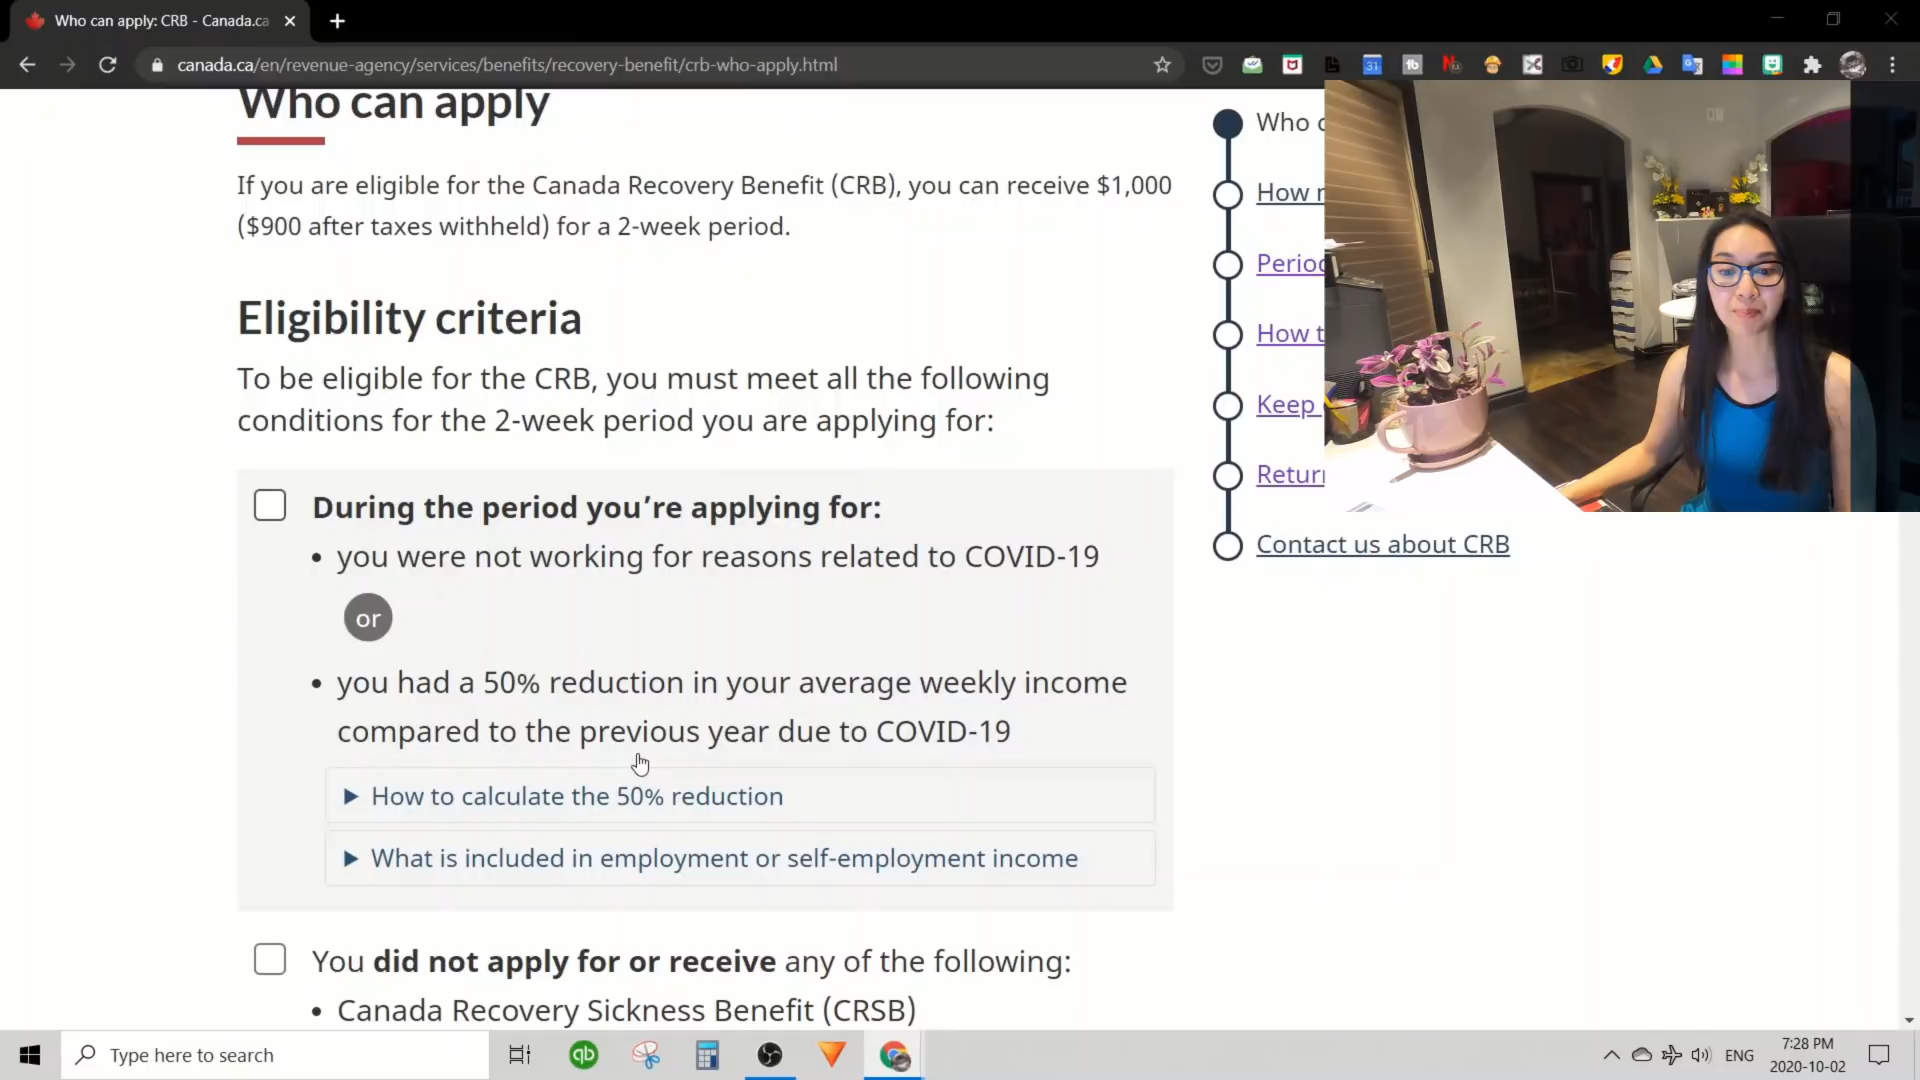 Who can apply: CRB - Canada.ca
canada.ca/en/revenue-agency/services/benefits/recovery-benefit/crb-who-apply.html
31
Who can apply
If you are eligible for the Canada Recovery Benefit (CRB), you can receive $1,000
($900 after taxes withheld) for a 2-week period.
Eligibility criteria
To be eligible for the CRB, you must meet all the following
conditions for the 2-week period you are applying for:
During the period you’re applying for:
• you were not working for reasons related to COVID-19
or
• you had a 50% reduction in your average weekly income
compared to the previous year due to COVID-19
How to calculate the 50% reduction
What is included in employment or self-employment income
You did not apply for or receive any of the following:
• Canada Recovery Sickness Benefit (CRSB)
Who
How
Keep
Contact us about CRB
Type here to search
qb
ENG
7:28 PM
2020-10-02